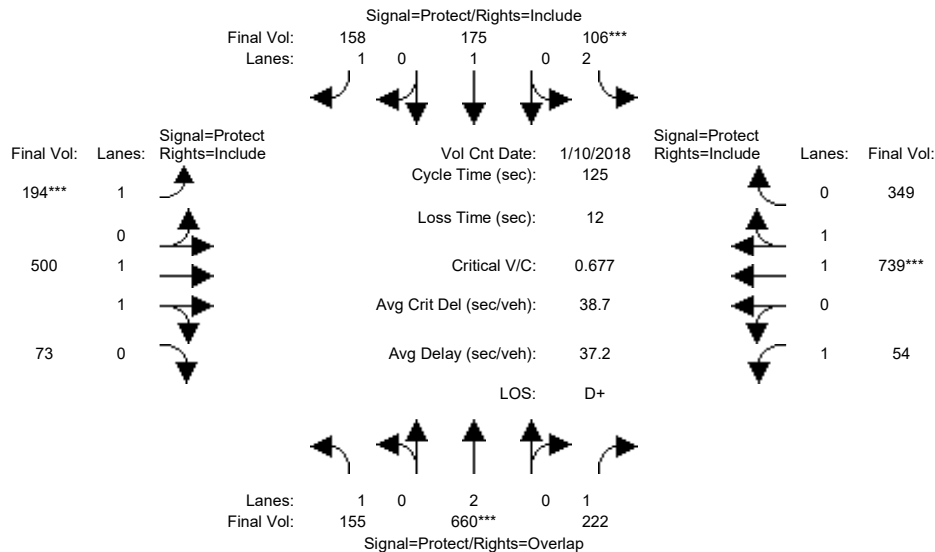 Signal=Protect/Rights=Include
Final Vol: 158 175 106***
Lanes: 1 0 1 0 2
Signal=Protect
Final Vol: Lanes: Rights=Include
Vol Cnt Date: 1/10/2018
Signal=Protect
Rights=Include Lanes: Final Vol:
Cycle Time (sec): 125
194*** 1
0 349
Loss Time (sec): 12
0
1
500 1
Critical V/C: 0.677
1 739***
1
Avg Crit Del (sec/veh): 38.7
0
73 0
Avg Delay (sec/veh): 37.2
1 54
LOS: D+
Lanes: 1 0 2 0 1
Final Vol: 155 660*** 222
Signal=Protect/Rights=Overlap